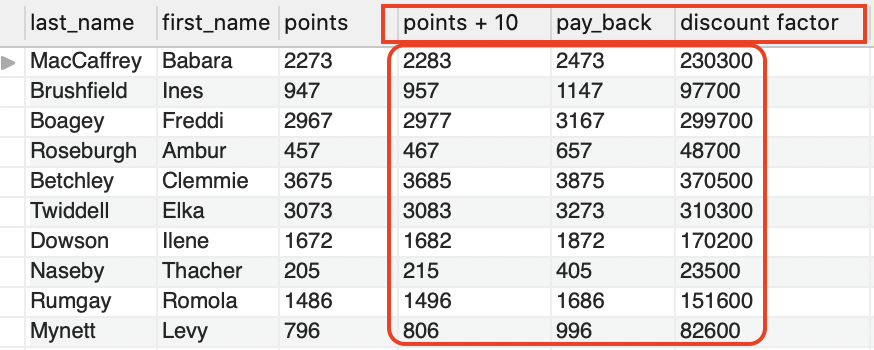 last_name first_name points points + 10 pay_back discount factor
MacCaffrey Babara 2273 2283 2473 230300
Brushfield Ines 947 957 1147 97700
Boagey Freddi 2967 2977 3167 299700
Roseburgh Ambur 457 467 657 48700
Betchley Clemmie 3675 3685 3875 370500
Twiddell Elka 3073 3083 3273 310300
Dowson Ilene 1672 1682 1872 170200
Naseby Thacher 205 215 405 23500
Rumgay Romola 1486 1496 1686 151600
Mynett Levy 796 806 996 82600